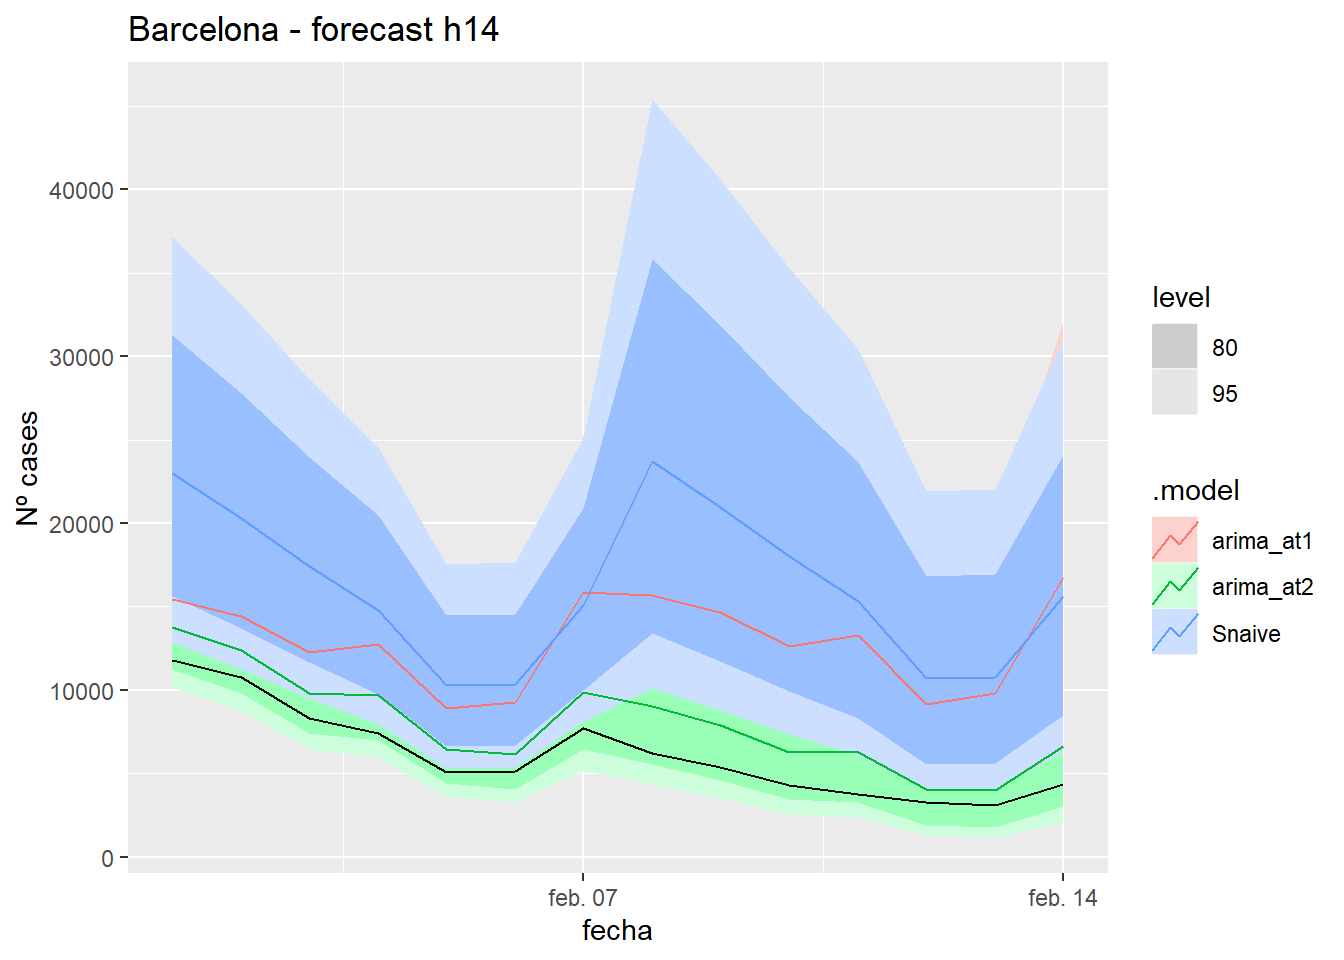 Barcelona - forecast h14
Nº cases
40000
30000
20000
10000
0
feb. 07
feb. 14
fecha
level
80
95
.model
arima_at1
arima_at2
Snaive